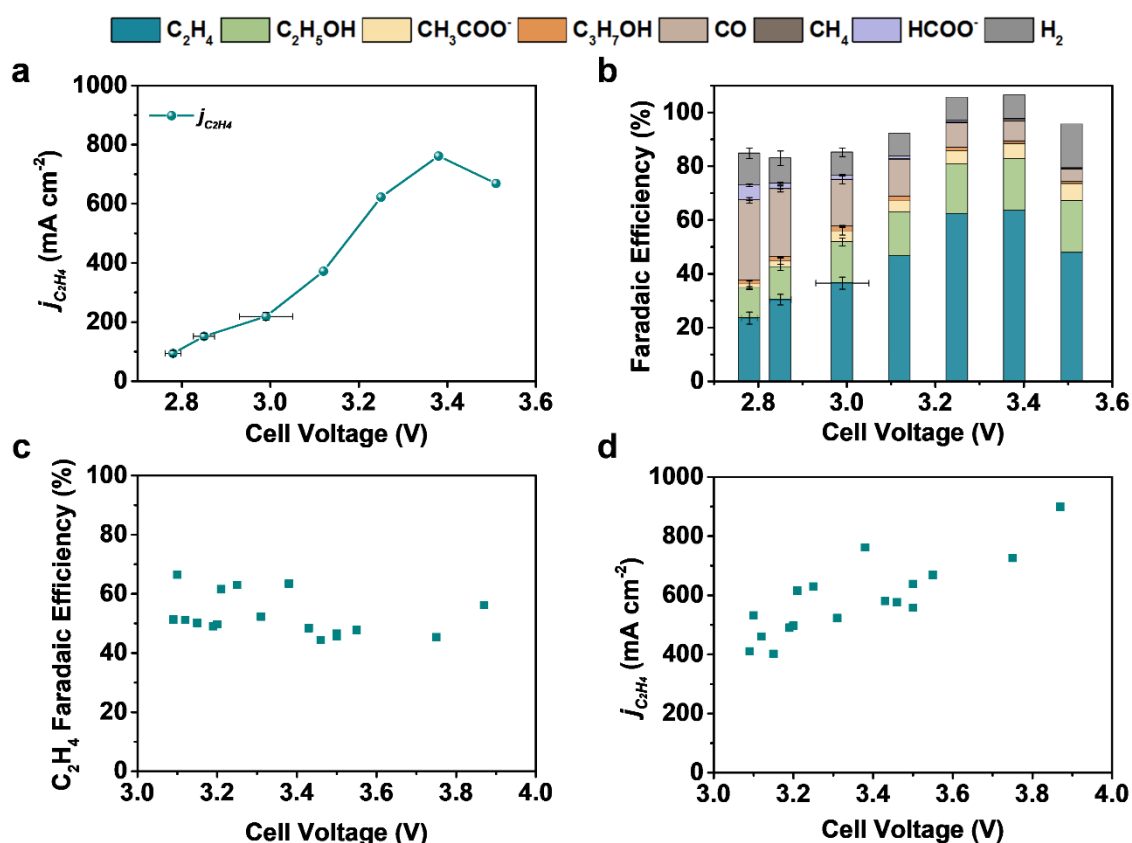 C₂H₄ C₂H₅OH CH₃COO⁻ C₃H₇OH CO CH₄ HCOO⁻ H₂
a
1000
800
600
400
200
0
j_C₂H₄ (mA cm⁻²)
j_C₂H₄
2.8 3.0 3.2 3.4 3.6
Cell Voltage (V)
b
100
80
60
40
20
0
Faradaic Efficiency (%)
2.8 3.0 3.2 3.4 3.6
Cell Voltage (V)
c
100
80
60
40
20
0
C₂H₄ Faradaic Efficiency (%)
3.0 3.2 3.4 3.6 3.8 4.0
Cell Voltage (V)
d
1000
800
600
400
200
0
j_C₂H₄ (mA cm⁻²)
3.0 3.2 3.4 3.6 3.8 4.0
Cell Voltage (V)